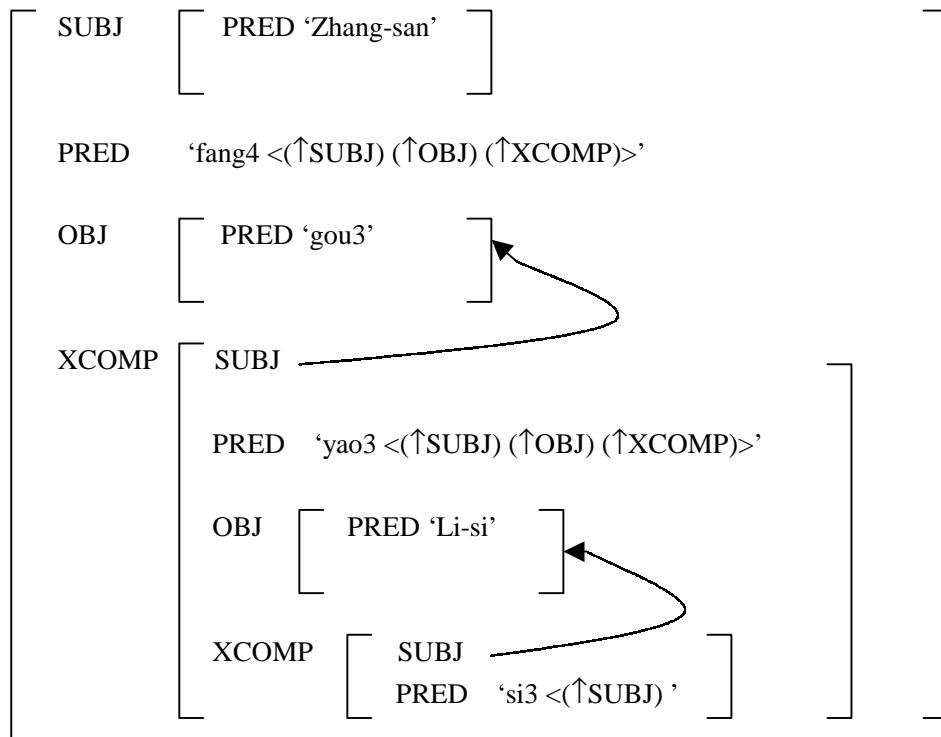 SUBJ PRED ‘Zhang-san’
PRED ‘fang4 <(↑SUBJ) (↑OBJ) (↑XCOMP)>’
OBJ PRED ‘gou3’
XCOMP SUBJ
PRED ‘yao3 <(↑SUBJ) (↑OBJ) (↑XCOMP)>’
OBJ PRED ‘Li-si’
XCOMP SUBJ
PRED ‘si3 <(↑SUBJ) ’